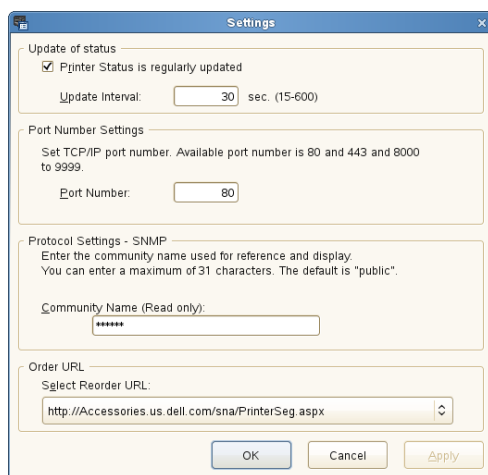 Settings
Update of status
Printer Status is regularly updated
Update Interval: 30 sec. (15-600)
Port Number Settings
Set TCP/IP port number. Available port number is 80 and 443 and 8000
to 9999.
Port Number: 80
Protocol Settings - SNMP
Enter the community name used for reference and display.
You can enter a maximum of 31 characters. The default is "public".
Community Name (Read only):
******
Order URL
Select Reorder URL:
http://Accessories.us.dell.com/sna/PrinterSeg.aspx
OK Cancel Apply